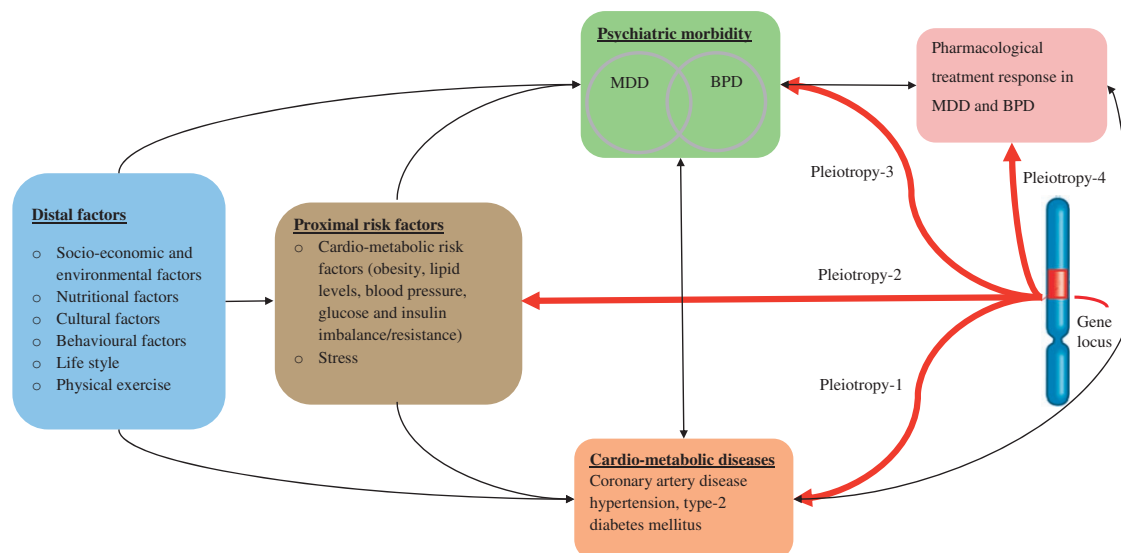 Psychiatric morbidity
MDD
BPD
Pharmacological
treatment response in
MDD and BPD
Pleiotropy-3
Pleiotropy-4
Distal factors
o Socio-economic and
environmental factors
o Nutritional factors
o Cultural factors
o Behavioural factors
o Life style
o Physical exercise
Proximal risk factors
o Cardio-metabolic risk
factors (obesity, lipid
levels, blood pressure,
glucose and insulin
imbalance/resistance)
o Stress
Pleiotropy-2
Gene
locus
Pleiotropy-1
Cardio-metabolic diseases
Coronary artery disease
hypertension, type-2
diabetes mellitus